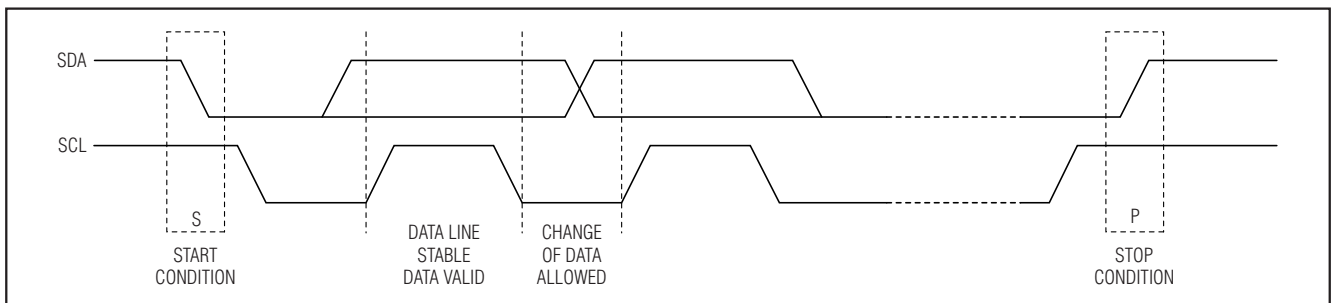 SDA
SCL
S
START
CONDITION
DATA LINE
STABLE
DATA VALID
CHANGE
OF DATA
ALLOWED
P
STOP
CONDITION